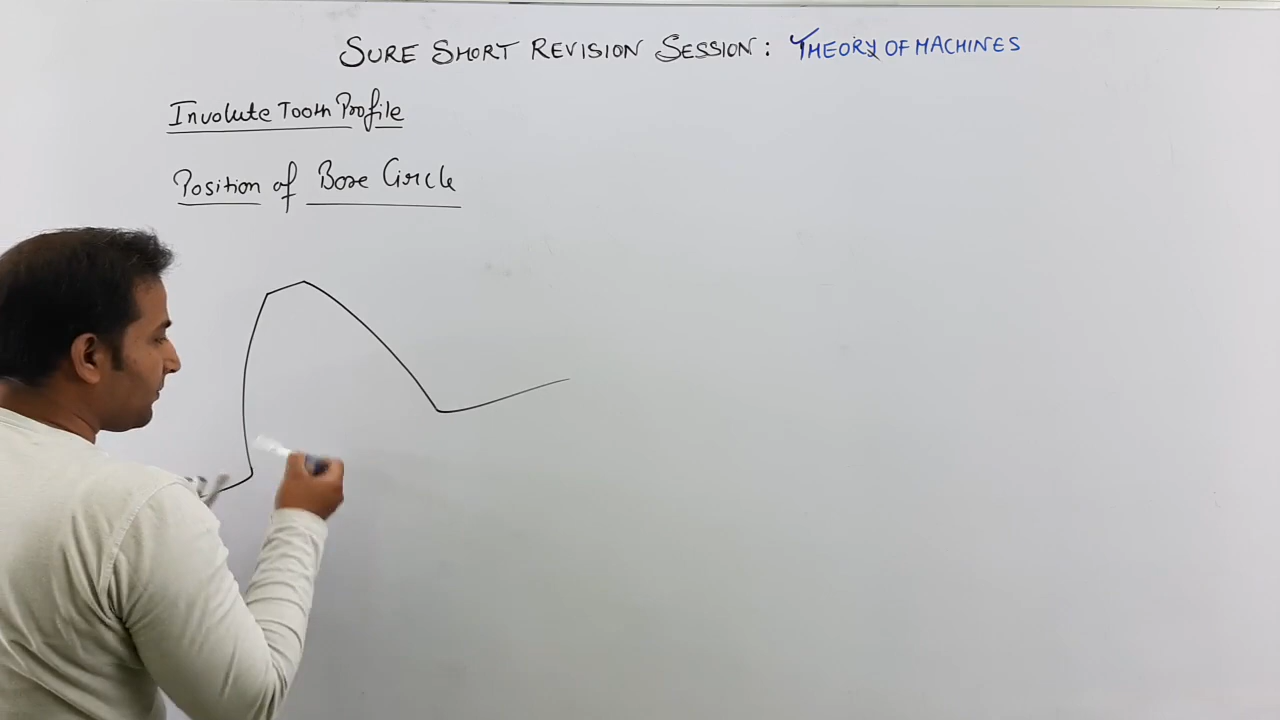 SURE SHORT REVISION SESSION: THEORY OF MACHINES
Involute Tooth Profile
Position of Base Circle